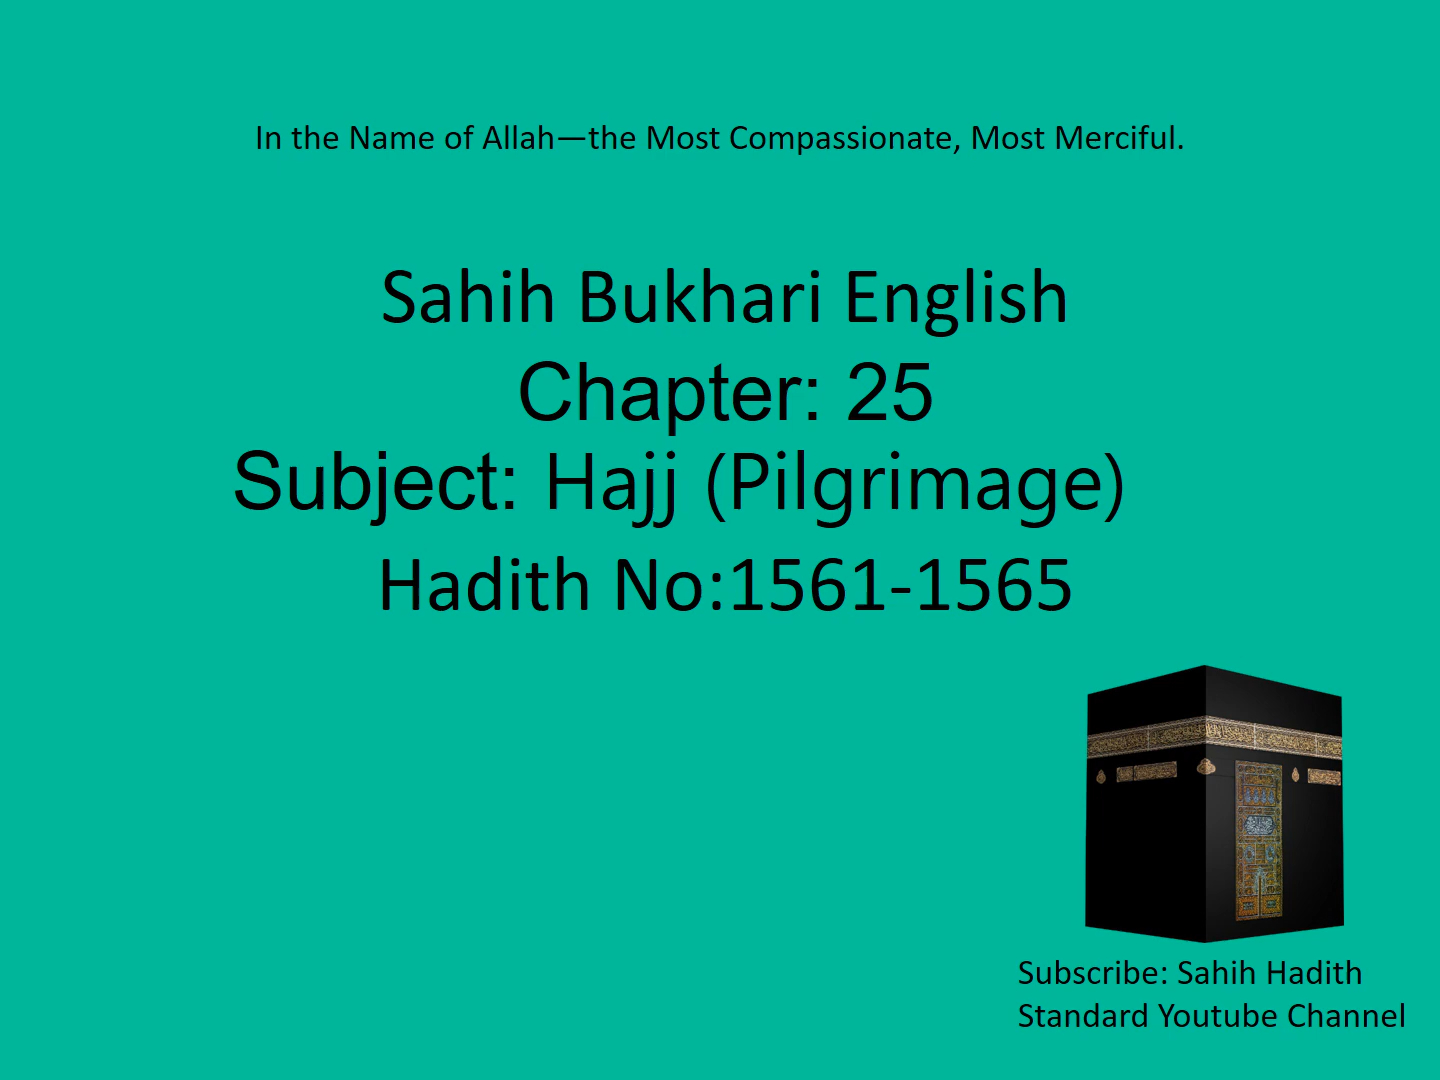 In the Name of Allah—the Most Compassionate, Most Merciful.
Sahih Bukhari English
Chapter: 25
Subject: Hajj (Pilgrimage)
Hadith No:1561-1565
Subscribe: Sahih Hadith
Standard Youtube Channel